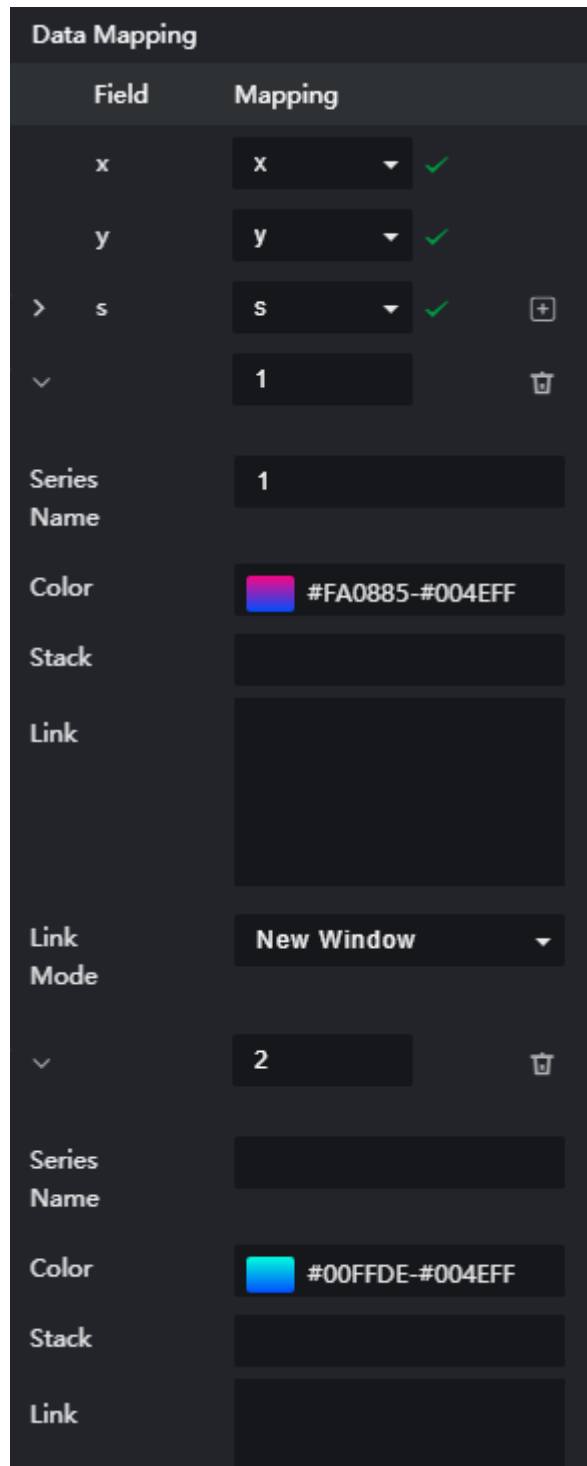 Data Mapping
Field Mapping
x x
y y
s s
1
Series
Name
1
Color #FA0885-#004EFF
Stack
Link
Link
Mode
New Window
2
Series
Name
Color #00FFDE-#004EFF
Stack
Link